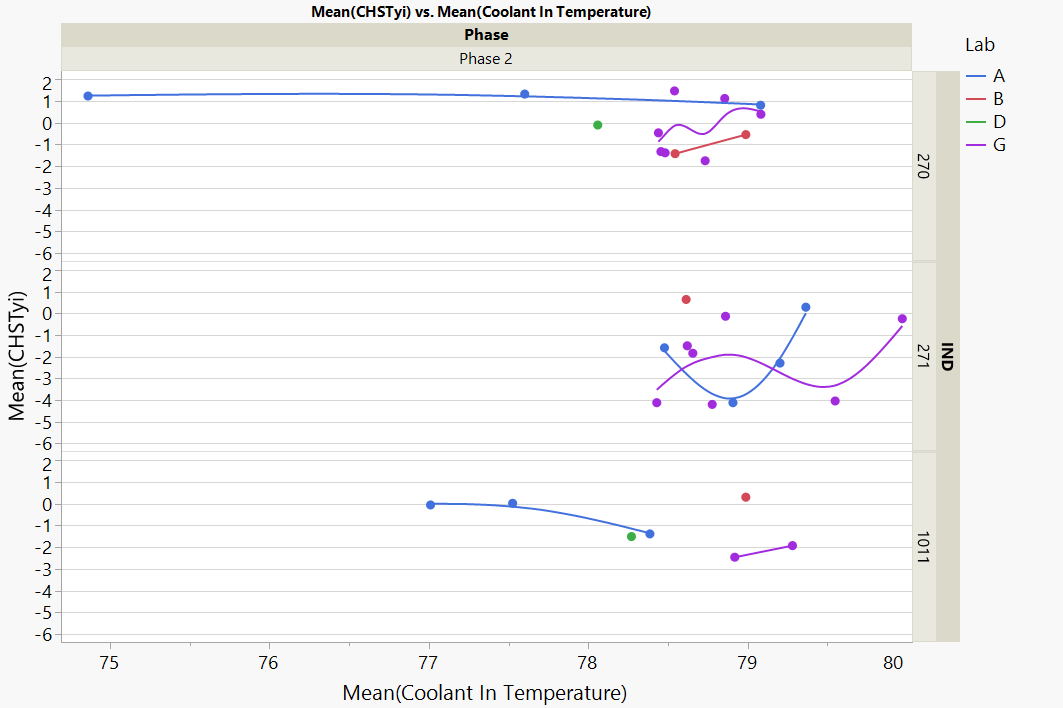 Mean(CHSTyi) vs. Mean(Coolant In Temperature)
Phase
Phase 2
Lab
A
B
D
G
Mean(CHSTyi)
2
1
0
-1
-2
-3
-4
-5
-6
270
2
1
0
-1
-2
-3
-4
-5
-6
271
IND
2
1
0
-1
-2
-3
-4
-5
-6
1011
75 76 77 78 79 80
Mean(Coolant In Temperature)